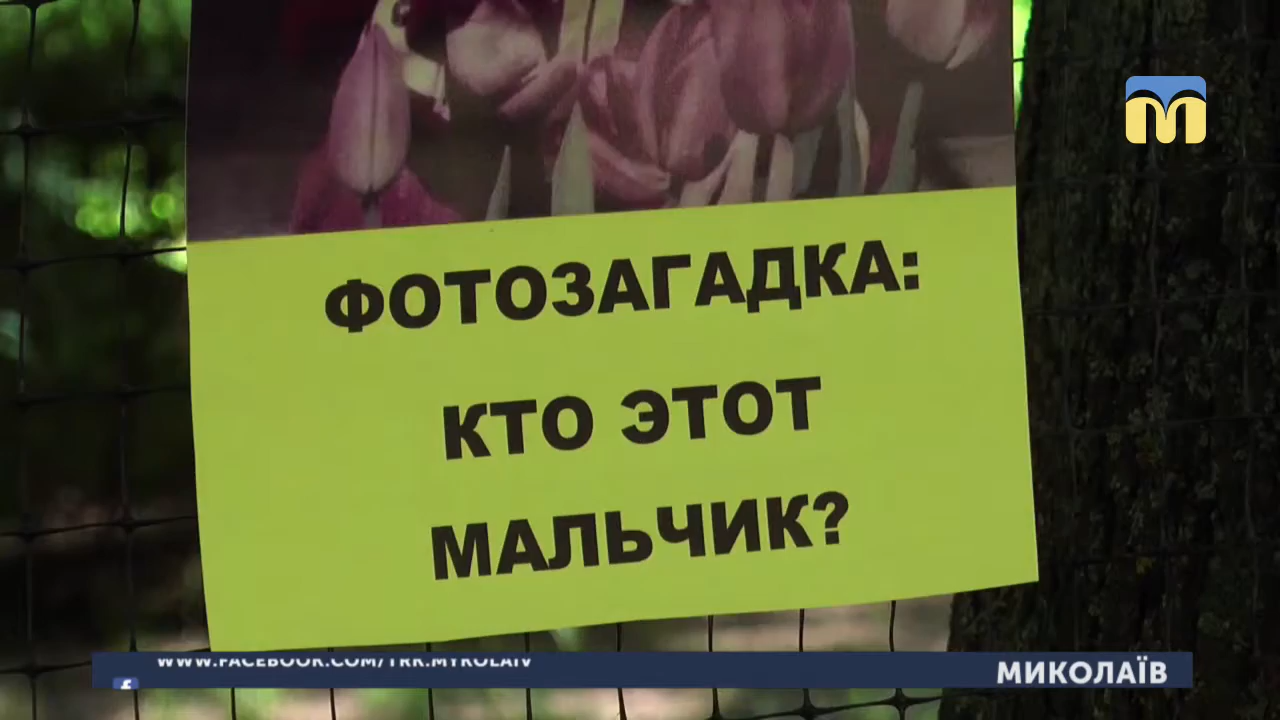 ФОТОЗАГАДКА:
КТО ЭТОТ
МАЛЬЧИК?
WWW.FACEBOOK.COM/TRK.MYKOLAIV
МИКОЛАЇВ